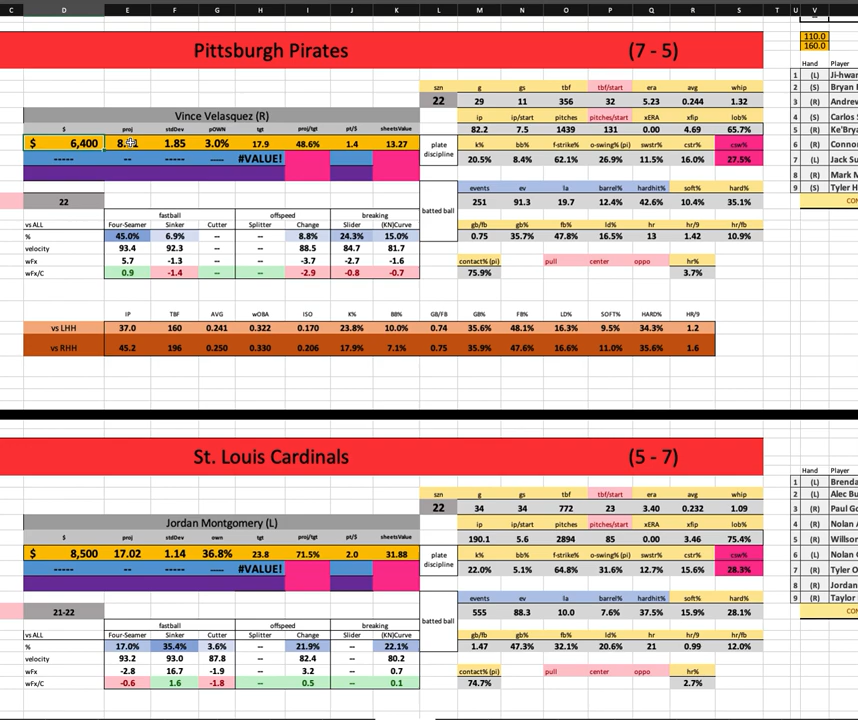 C D E F G H I J K L M N O P Q R S T U V W
Pittsburgh Pirates (7 - 5)
110.0
160.0
Hand Player
szn g gs tbf tbf/start era avg whip
22 29 11 356 32 5.23 0.244 1.32
1 (L) Ji-hwa
2 (S) Bryan
3 (R) Andrew
4 (S) Carlos
5 (R) Ke'Bry
6 (R) Conno
7 (L) Jack Su
8 (R) Mark M
9 (S) Tyler H
Vince Velasquez (R)
ip ip/start pitches pitches/start xERA xfip lob%
$ proj stdDev pOWN tgt proj/tgt pt/$ sheetsValue
82.2 7.5 1439 131 0.00 4.69 65.7%
$ 6,400 8. 1.85 3.0% 17.9 48.6% 1.4 13.27
plate discipline
k% bb% f-strike% o-swing% (pi) swstr% cstr% csw%
----- -- ----- ---- #VALUE! ----- -----
20.5% 8.4% 62.1% 26.9% 11.5% 16.0% 27.5%
events ev la barrel% hardhit% soft% hard%
22
251 91.3 19.7 12.4% 42.6% 10.4% 35.1%
batted ball
fastball offspeed breaking
vsALL Four-Seamer Sinker Cutter Splitter Change Slider (KN)Curve
gb/fb gb% fb% ld% hr hr/9 hr/fb
% 45.0% 6.9% -- -- 8.8% 24.3% 15.0%
0.75 35.7% 47.8% 16.5% 13 1.42 10.9%
velocity 93.4 92.3 -- -- 88.5 84.7 81.7
wFx 5.7 -1.3 -- -- -3.7 -2.7 -1.6
contact% (pi) pull center oppo hr%
wFx/C 0.9 -1.4 -- -- -2.9 -0.8 -0.7
75.9% 3.7%
IP TBF AVG wOBA ISO K% BB% GB/FB GB% FB% LD% SOFT% HARD% HR/9
vs LHH 37.0 160 0.241 0.322 0.170 23.8% 10.0% 0.74 35.6% 48.1% 16.3% 9.5% 34.3% 1.2
vs RHH 45.2 196 0.250 0.330 0.206 17.9% 7.1% 0.75 35.9% 47.6% 16.6% 11.0% 35.6% 1.6
St. Louis Cardinals (5 - 7)
Hand Player
szn g gs tbf tbf/start era avg whip
22 34 34 772 23 3.40 0.232 1.09
1 (L) Brenda
2 (L) Alec Bu
3 (R) Paul Go
4 (R) Nolan
5 (R) Willson
6 (L) Nolan
7 (R) Tyler O
8 (R) Jordan
9 (R) Taylor
Jordan Montgomery (L)
ip ip/start pitches pitches/start xERA xfip lob%
$ proj stdDev own tgt proj/tgt pt/$ sheetsValue
190.1 5.6 2894 85 0.00 3.46 75.4%
$ 8,500 17.02 1.14 36.8% 23.8 71.5% 2.0 31.88
plate discipline
k% bb% f-strike% o-swing% (pi) swstr% cstr% csw%
----- -- ----- ---- #VALUE! ----- -----
22.0% 5.1% 64.8% 31.6% 12.7% 15.6% 28.3%
events ev la barrel% hardhit% soft% hard%
21-22
555 88.3 10.0 7.6% 37.5% 15.9% 28.1%
batted ball
fastball offspeed breaking
vsALL Four-Seamer Sinker Cutter Splitter Change Slider (KN)Curve
gb/fb gb% fb% ld% hr hr/9 hr/fb
% 17.0% 35.4% 3.6% -- 21.9% -- 22.1%
1.47 47.3% 32.1% 20.6% 21 0.99 12.0%
velocity 93.2 93.0 87.8 -- 82.4 -- 80.2
wFx -2.8 16.7 -1.9 -- 3.2 -- 0.7
contact% (pi) pull center oppo hr%
wFx/C -0.6 1.6 -1.8 -- 0.5 -- 0.1
74.7% 2.7%